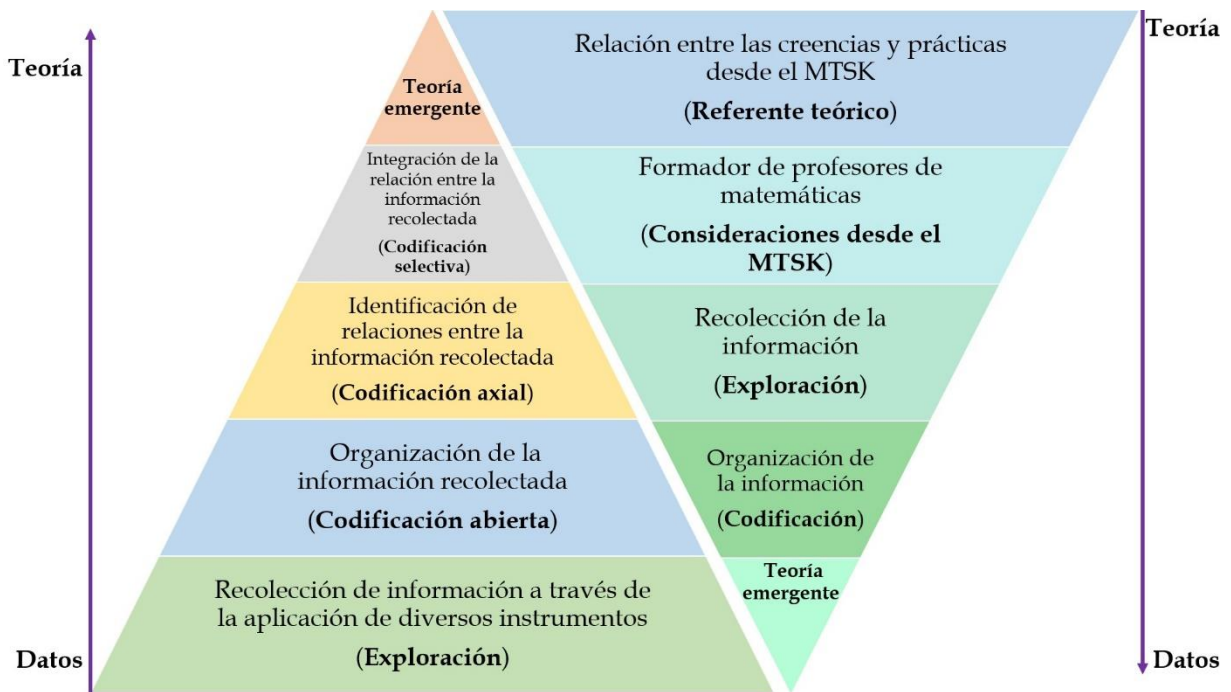 Teoría
Datos
Teoría
emergente
Integración de la
relación entre la
información
recolectada
(Codificación
selectiva)
Identificación de
relaciones entre la
información recolectada
(Codificación axial)
Organización de la
información recolectada
(Codificación abierta)
Recolección de información a través de
la aplicación de diversos instrumentos
(Exploración)
Relación entre las creencias y prácticas
desde el MTSK
(Referente teórico)
Formador de profesores de
matemáticas
(Consideraciones desde el
MTSK)
Recolección de la
información
(Exploración)
Organización de
la información
(Codificación)
Teoría
emergente
Teoría
Datos